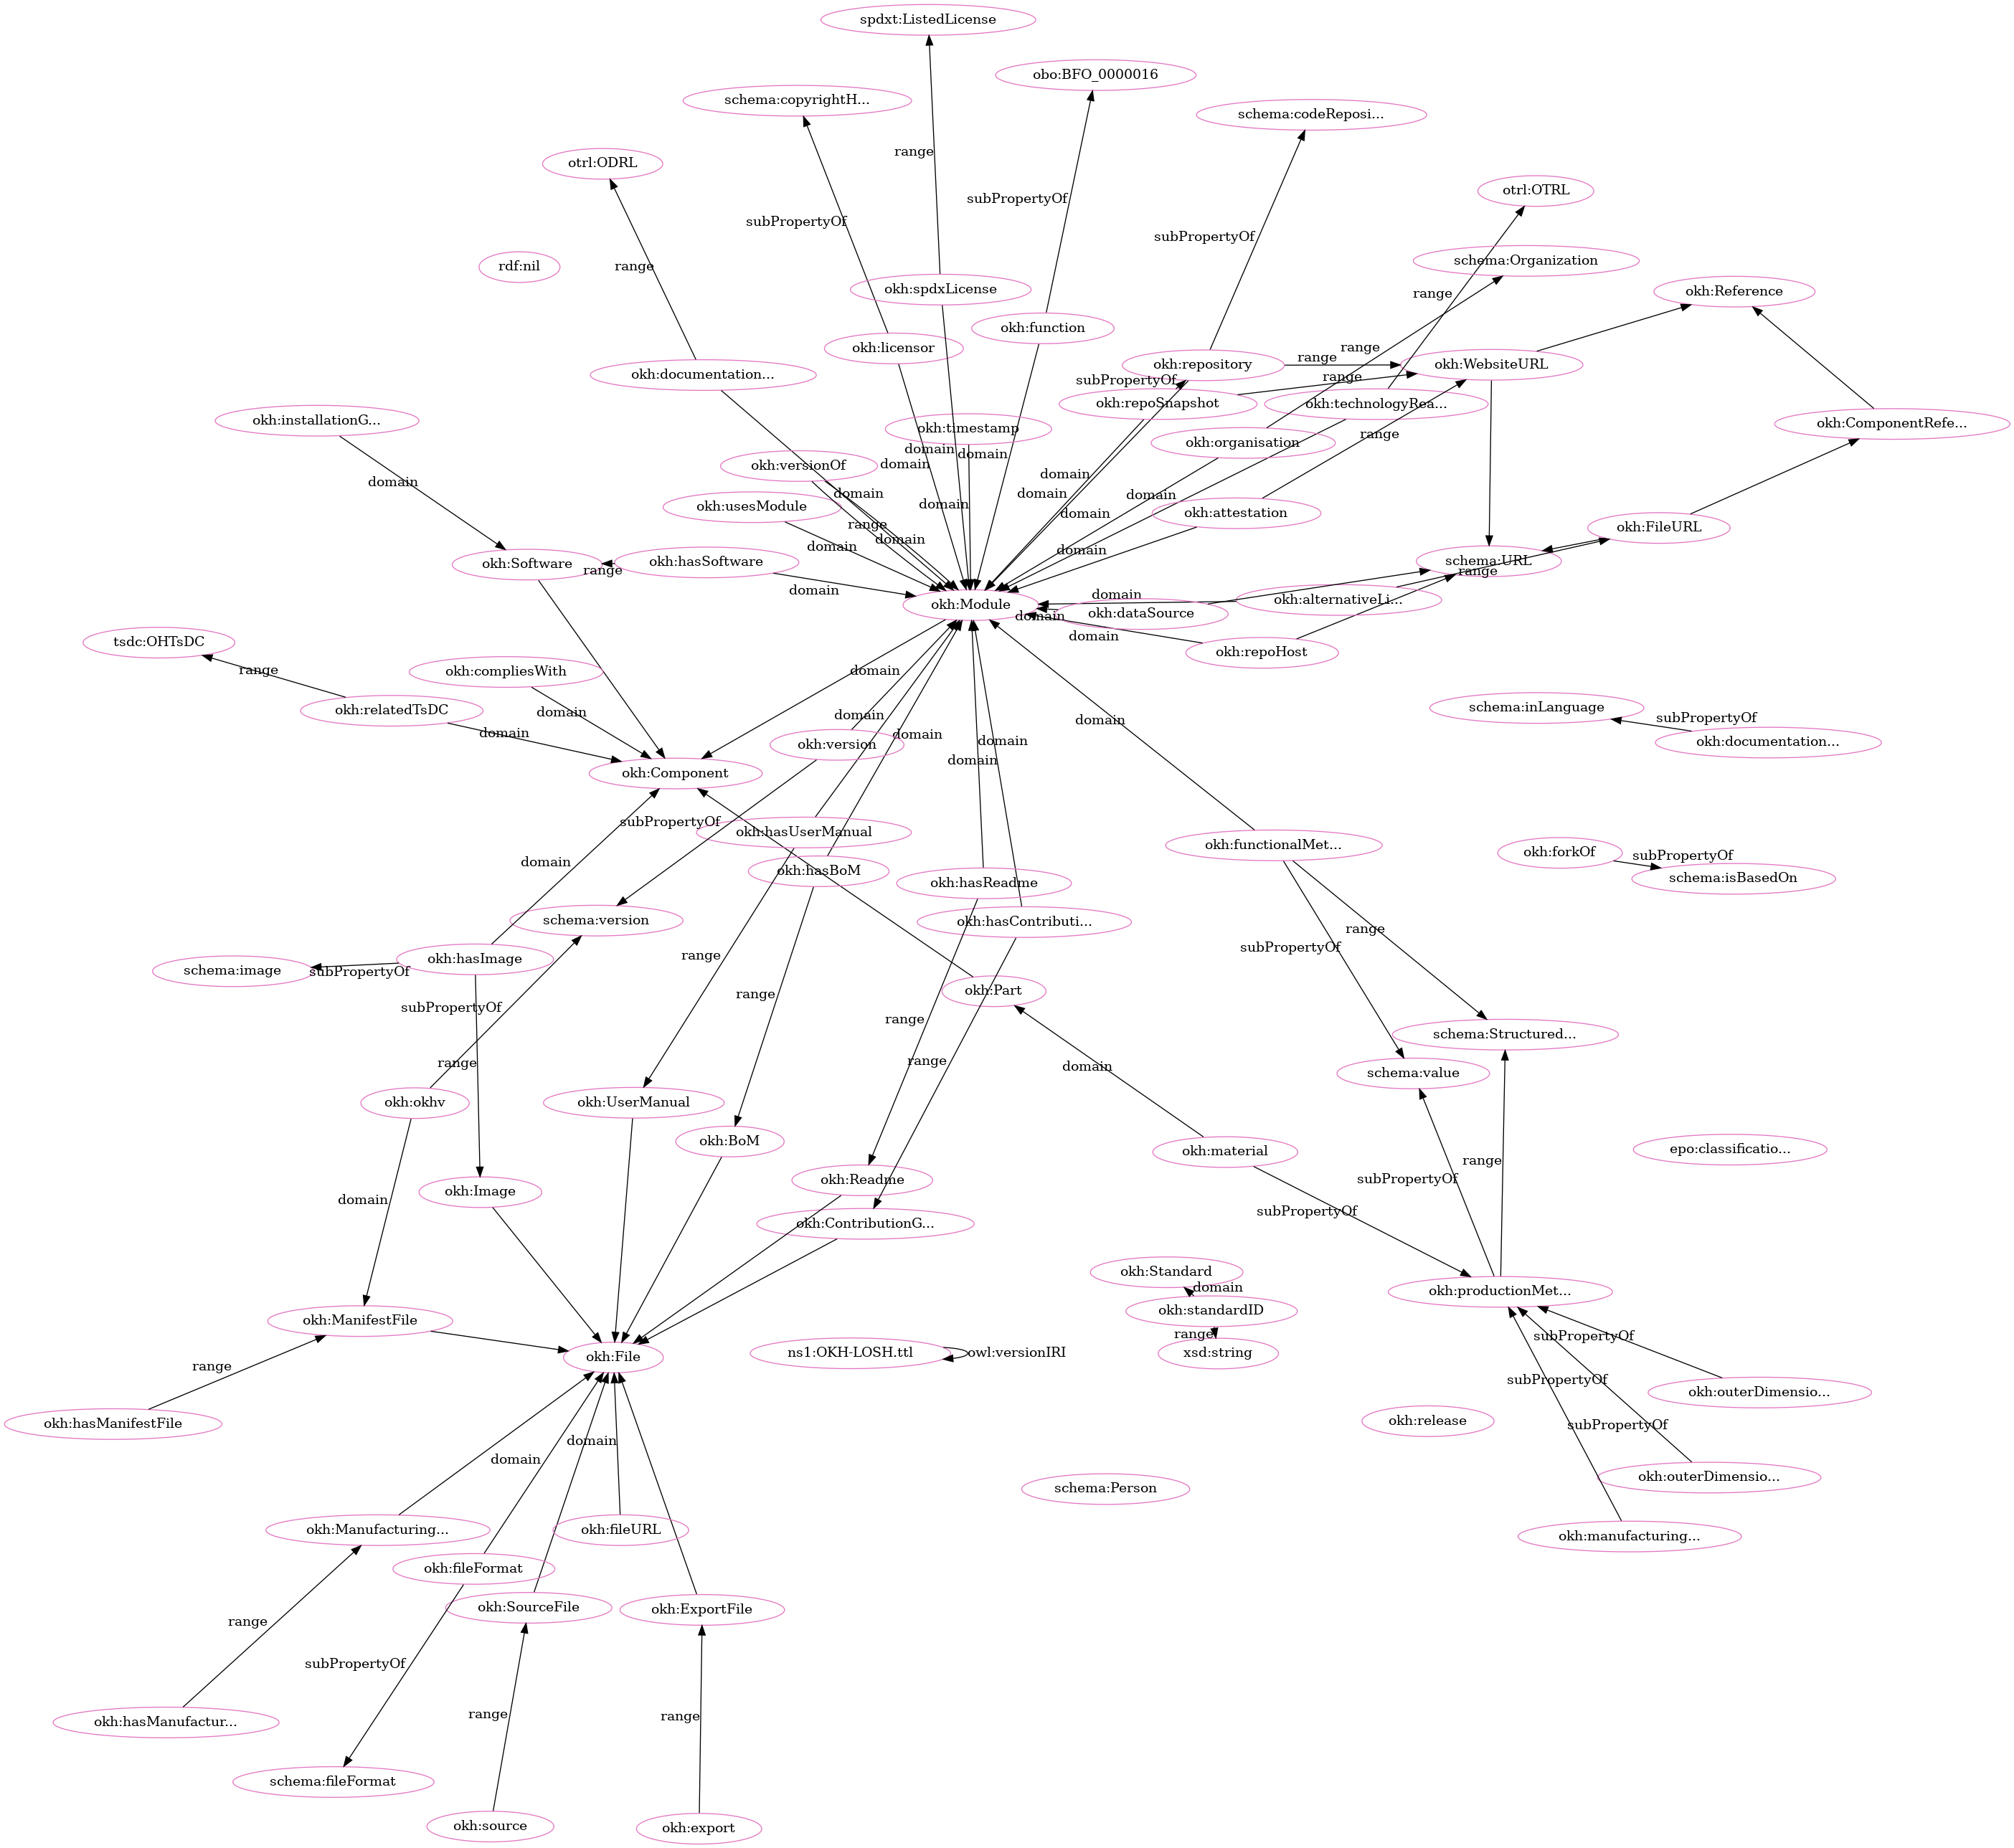 spdxt:ListedLicense
obo:BFO_0000016
schema:copyrightH...
schema:codeReposi...
range
otrl:ODRL
otrl:OTRL
subPropertyOf
subPropertyOf
subPropertyOf
schema:Organization
rdf:nil
range
okh:spdxLicense
okh:Reference
range
okh:function
okh:licensor
range
okh:repository
range
okh:WebsiteURL
okh:documentation...
subPropertyOf
range
okh:repoSnapshot
okh:technologyRea...
okh:installationG...
okh:timestamp
okh:ComponentRefe...
range
okh:organisation
domain
domain
okh:versionOf
domain
domain
domain
domain
domain
domain
okh:usesModule
domain
okh:attestation
domain
range
okh:FileURL
domain
domain
domain
okh:Software
range
okh:hasSoftware
schema:URL
range
domain
domain
okh:alternativeLi...
okh:Module
okh:dataSource
domain
domain
tsdc:OHTsDC
okh:repoHost
range
okh:compliesWith
domain
okh:relatedTsDC
domain
domain
schema:inLanguage
subPropertyOf
domain
domain
domain
domain
okh:version
okh:documentation...
domain
okh:Component
subPropertyOf
okh:hasUserManual
okh:functionalMet...
okh:forkOf
subPropertyOf
domain
okh:hasBoM
okh:hasReadme
schema:isBasedOn
schema:version
okh:hasContributi...
range
okh:hasImage
range
subPropertyOf
schema:image
subPropertyOf
okh:Part
range
subPropertyOf
range
schema:Structured...
range
range
domain
schema:value
okh:okhv
okh:UserManual
okh:BoM
okh:material
epo:classificatio...
range
okh:Image
okh:Readme
subPropertyOf
domain
okh:ContributionG...
subPropertyOf
okh:Standard
domain
okh:productionMet...
okh:ManifestFile
okh:standardID
range
subPropertyOf
okh:File
ns1:OKH-LOSH.ttl
owl:versionIRI
xsd:string
range
subPropertyOf
okh:outerDimensio...
okh:hasManifestFile
okh:release
subPropertyOf
domain
domain
okh:outerDimensio...
schema:Person
okh:Manufacturing...
okh:fileURL
okh:manufacturing...
okh:fileFormat
okh:SourceFile
okh:ExportFile
range
subPropertyOf
range
range
okh:hasManufactur...
schema:fileFormat
okh:source
okh:export